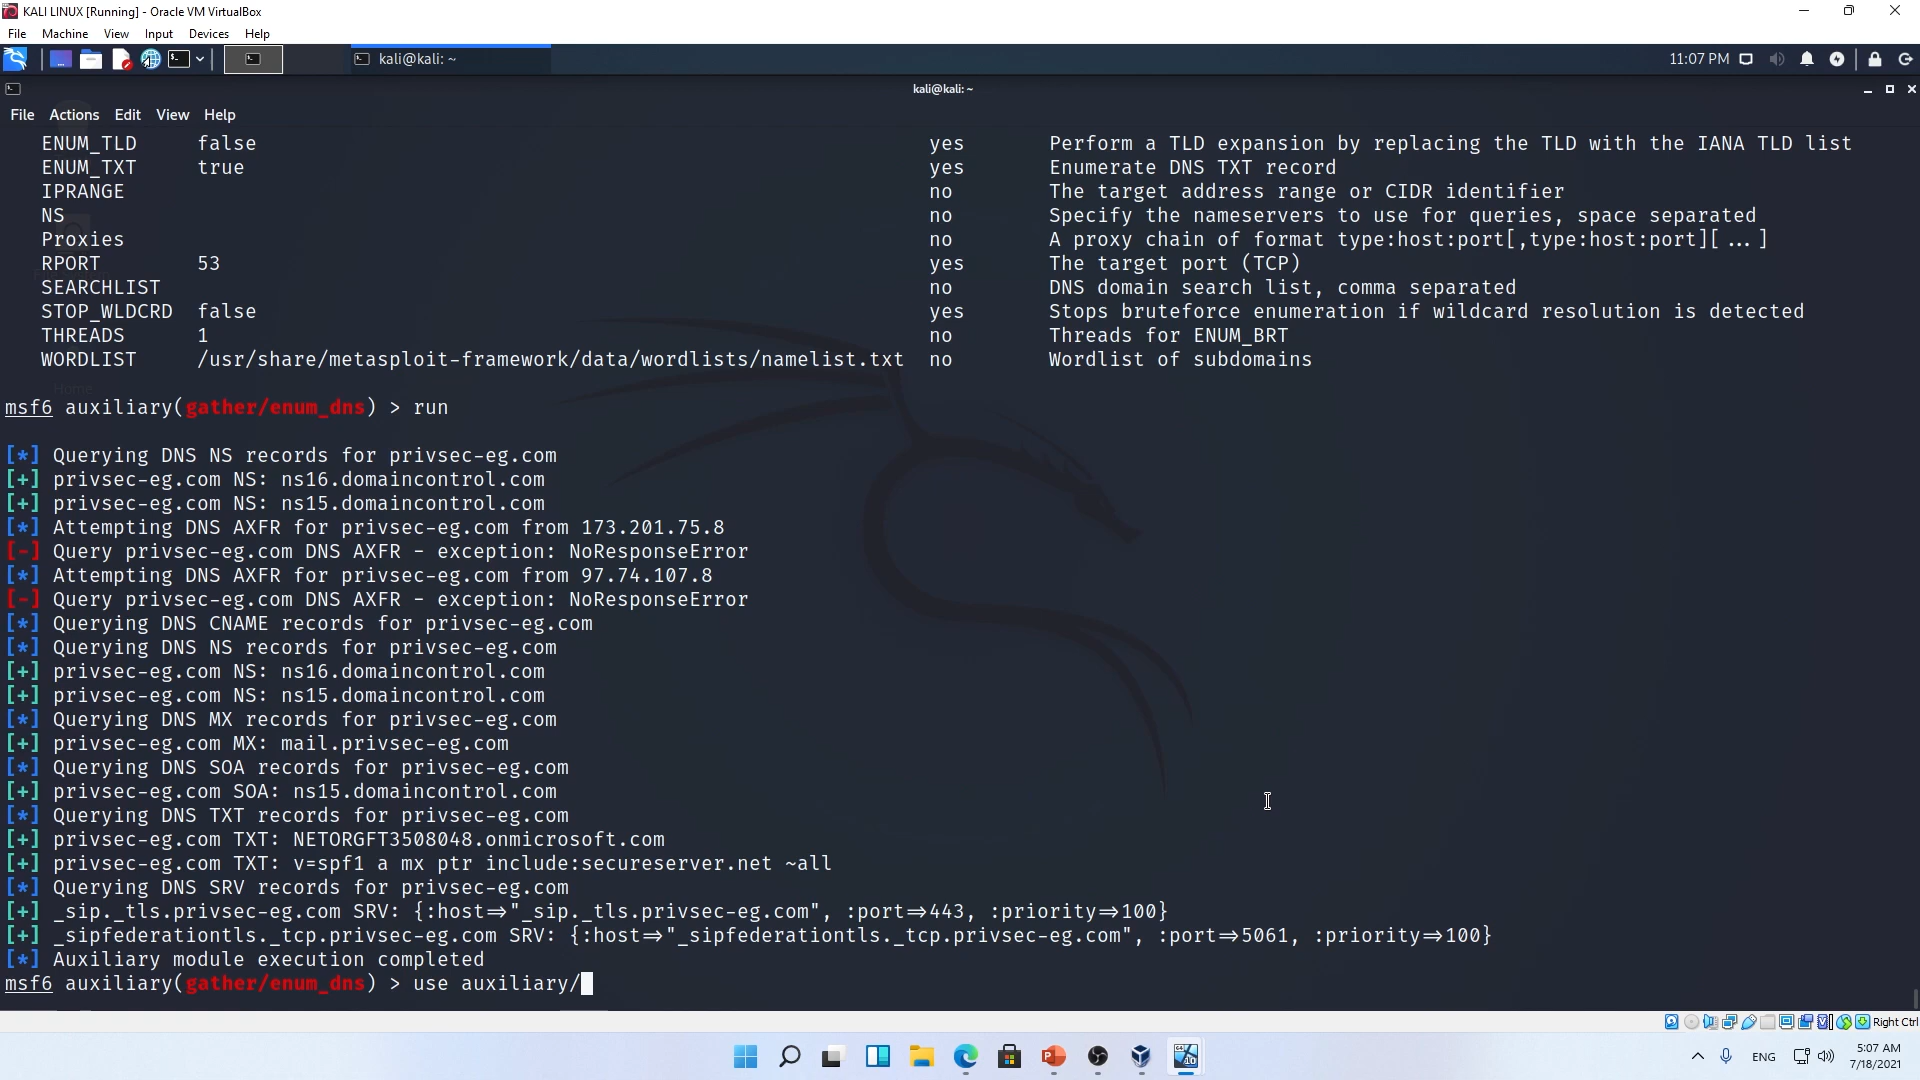 KALI LINUX [Running] - Oracle VM VirtualBox
File Machine View Input Devices Help
kali@kali: ~
11:07 PM
kali@kali: ~
File Actions Edit View Help
ENUM_TLD false yes Perform a TLD expansion by replacing the TLD with the IANA TLD list
ENUM_TXT true yes Enumerate DNS TXT record
IPRANGE no The target address range or CIDR identifier
NS no Specify the nameservers to use for queries, space separated
Proxies no A proxy chain of format type:host:port[,type:host:port][...]
RPORT 53 yes The target port (TCP)
SEARCHLIST no DNS domain search list, comma separated
STOP_WLDCRD false yes Stops bruteforce enumeration if wildcard resolution is detected
THREADS 1 no Threads for ENUM_BRT
WORDLIST /usr/share/metasploit-framework/data/wordlists/namelist.txt no Wordlist of subdomains
Home
msf6 auxiliary(gather/enum_dns) > run
[*] Querying DNS NS records for privsec-eg.com
[+] privsec-eg.com NS: ns16.domaincontrol.com
[+] privsec-eg.com NS: ns15.domaincontrol.com
[*] Attempting DNS AXFR for privsec-eg.com from 173.201.75.8
[-] Query privsec-eg.com DNS AXFR - exception: NoResponseError
[*] Attempting DNS AXFR for privsec-eg.com from 97.74.107.8
[-] Query privsec-eg.com DNS AXFR - exception: NoResponseError
[*] Querying DNS CNAME records for privsec-eg.com
[*] Querying DNS NS records for privsec-eg.com
[+] privsec-eg.com NS: ns16.domaincontrol.com
[+] privsec-eg.com NS: ns15.domaincontrol.com
[*] Querying DNS MX records for privsec-eg.com
[+] privsec-eg.com MX: mail.privsec-eg.com
[*] Querying DNS SOA records for privsec-eg.com
[+] privsec-eg.com SOA: ns15.domaincontrol.com
[*] Querying DNS TXT records for privsec-eg.com
[+] privsec-eg.com TXT: NETORGFT3508048.onmicrosoft.com
[+] privsec-eg.com TXT: v=spf1 a mx ptr include:secureserver.net ~all
[*] Querying DNS SRV records for privsec-eg.com
[+] _sip._tls.privsec-eg.com SRV: {:host=>"_sip._tls.privsec-eg.com", :port=>443, :priority=>100}
[+] _sipfederationtls._tcp.privsec-eg.com SRV: {:host=>"_sipfederationtls._tcp.privsec-eg.com", :port=>5061, :priority=>100}
[*] Auxiliary module execution completed
msf6 auxiliary(gather/enum_dns) > use auxiliary/
Right Ctrl
ENG
5:07 AM
7/18/2021